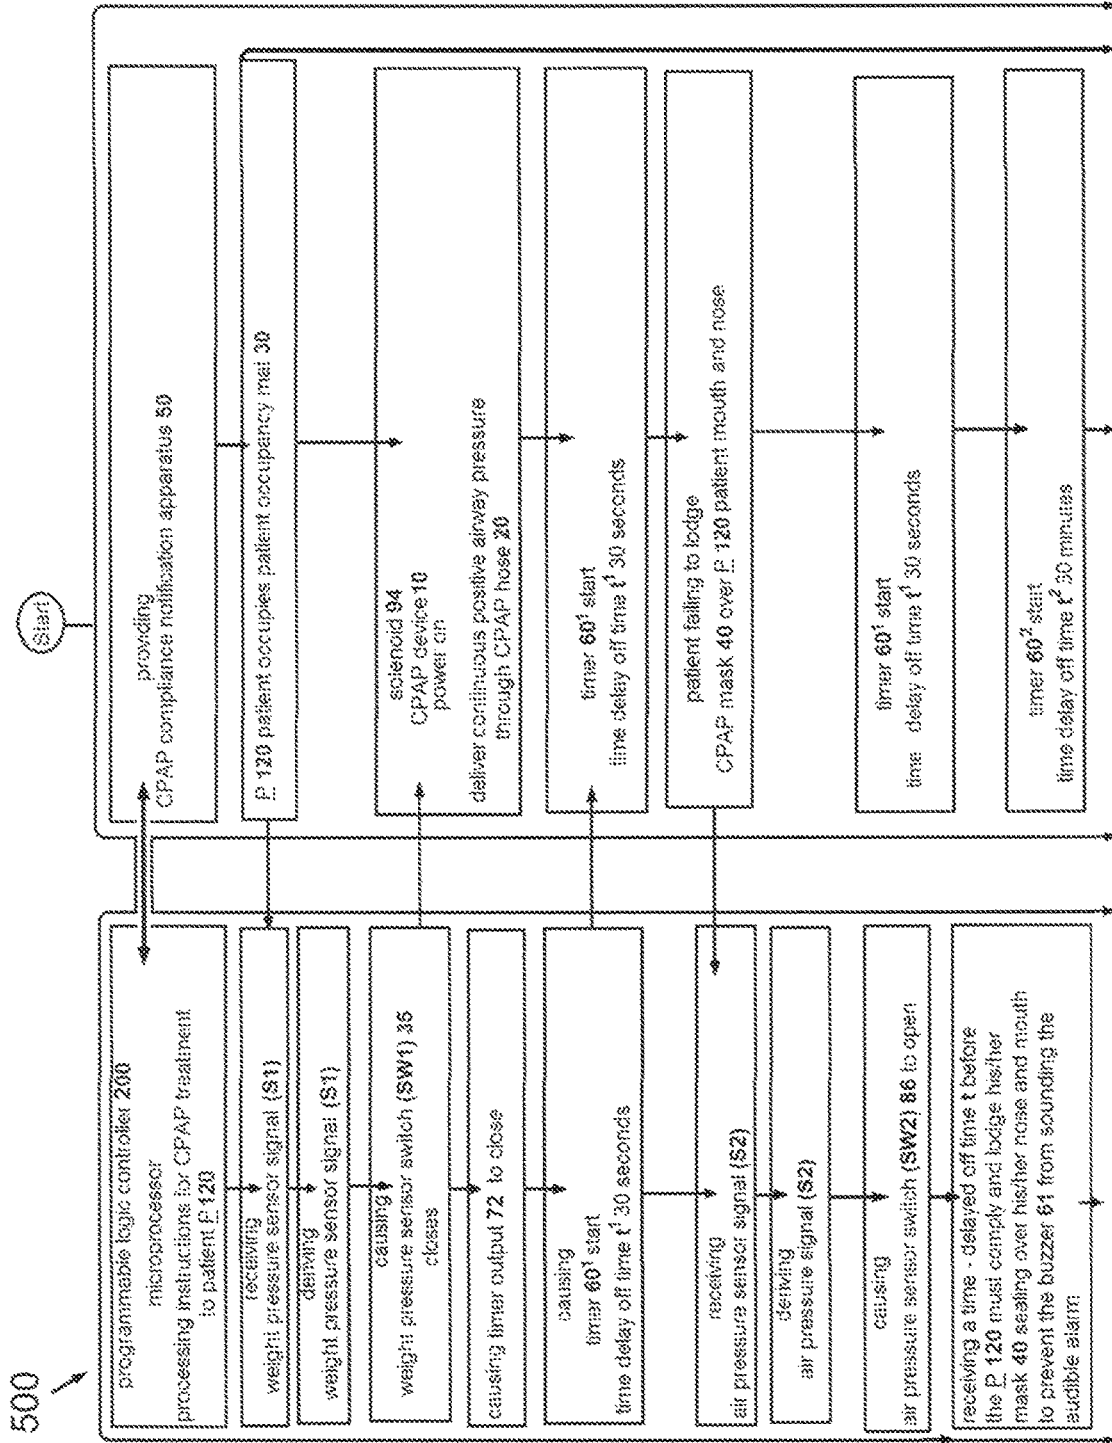 500
Start
programmable logic controller 200
microprocessor
processing instructions for CPAP treatment
to patient P 120
receiving
weight pressure sensor signal (S1)
deriving
weight pressure sensor signal (S1)
causing
weight pressure sensor switch (SW1) 35
closes
causing timer output 72 to close
causing
timer 60¹ start
time delay off time t¹ 30 seconds
receiving
air pressure sensor signal (S2)
deriving
air pressure signal (S2)
causing
air pressure sensor switch (SW2) 86 to open
receiving a time - delayed off time t before
the P 120 must comply and lodge his/her
mask 40 seating over his/her nose and mouth
to prevent the buzzer 61 from sounding the
audible alarm
providing
CPAP compliance notification apparatus 50
P 120 patient occupies patient occupancy mat 30
solenoid 94
CPAP device 10
power on
deliver continuous positive airway pressure
through CPAP hose 20
timer 60¹ start
time delay off time t¹ 30 seconds
patient failing to lodge
CPAP mask 40 over P 120 patient mouth and nose
timer 60¹ start
time delay off time t¹ 30 seconds
timer 60² start
time delay off time t² 30 minutes